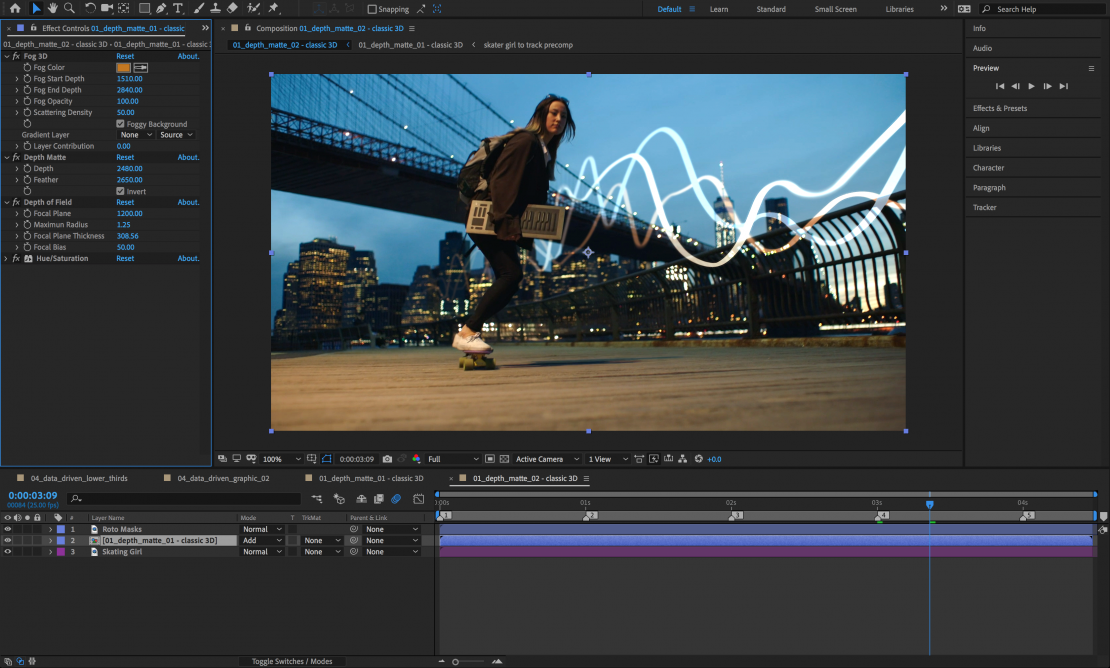 Snapping
Default
Learn
Standard
Small Screen
Libraries
Search Help
Effect Controls 01_depth_matte_01 - classic
01_depth_matte_02 - classic 3D - 01_depth_matte_01 - classic
Fog 3D Reset About.
Fog Color
Fog Start Depth 1510.00
Fog End Depth 2840.00
Fog Opacity 100.00
Scattering Density 50.00
Foggy Background
Gradient Layer None Source
Layer Contribution 0.00
Depth Matte Reset About.
Depth 2480.00
Feather 2650.00
Invert
Depth of Field Reset About.
Focal Plane 1200.00
Maximun Radius 1.25
Focal Plane Thickness 308.56
Focal Bias 50.00
Hue/Saturation Reset About.
Composition 01_depth_matte_02 - classic 3D
01_depth_matte_02 - classic 3D
01_depth_matte_01 - classic 3D
skater girl to track precomp
100%
0:00:03:09
Full
Active Camera
1 View
+0.0
Info
Audio
Preview
Effects & Presets
Align
Libraries
Character
Paragraph
Tracker
04_data_driven_lower_thirds
04_data_driven_graphic_02
01_depth_matte_01 - classic 3D
01_depth_matte_02 - classic 3D
0:00:03:09
00084 (25.00 fps)
:00s 01s 02s 03s 04s
1 2 3 4 5
# Layer Name Mode T TrkMat Parent & Link
1 Roto Masks Normal None
2 [01_depth_matte_01 - classic 3D] Add None None
3 Skating Girl Normal None None
Toggle Switches / Modes